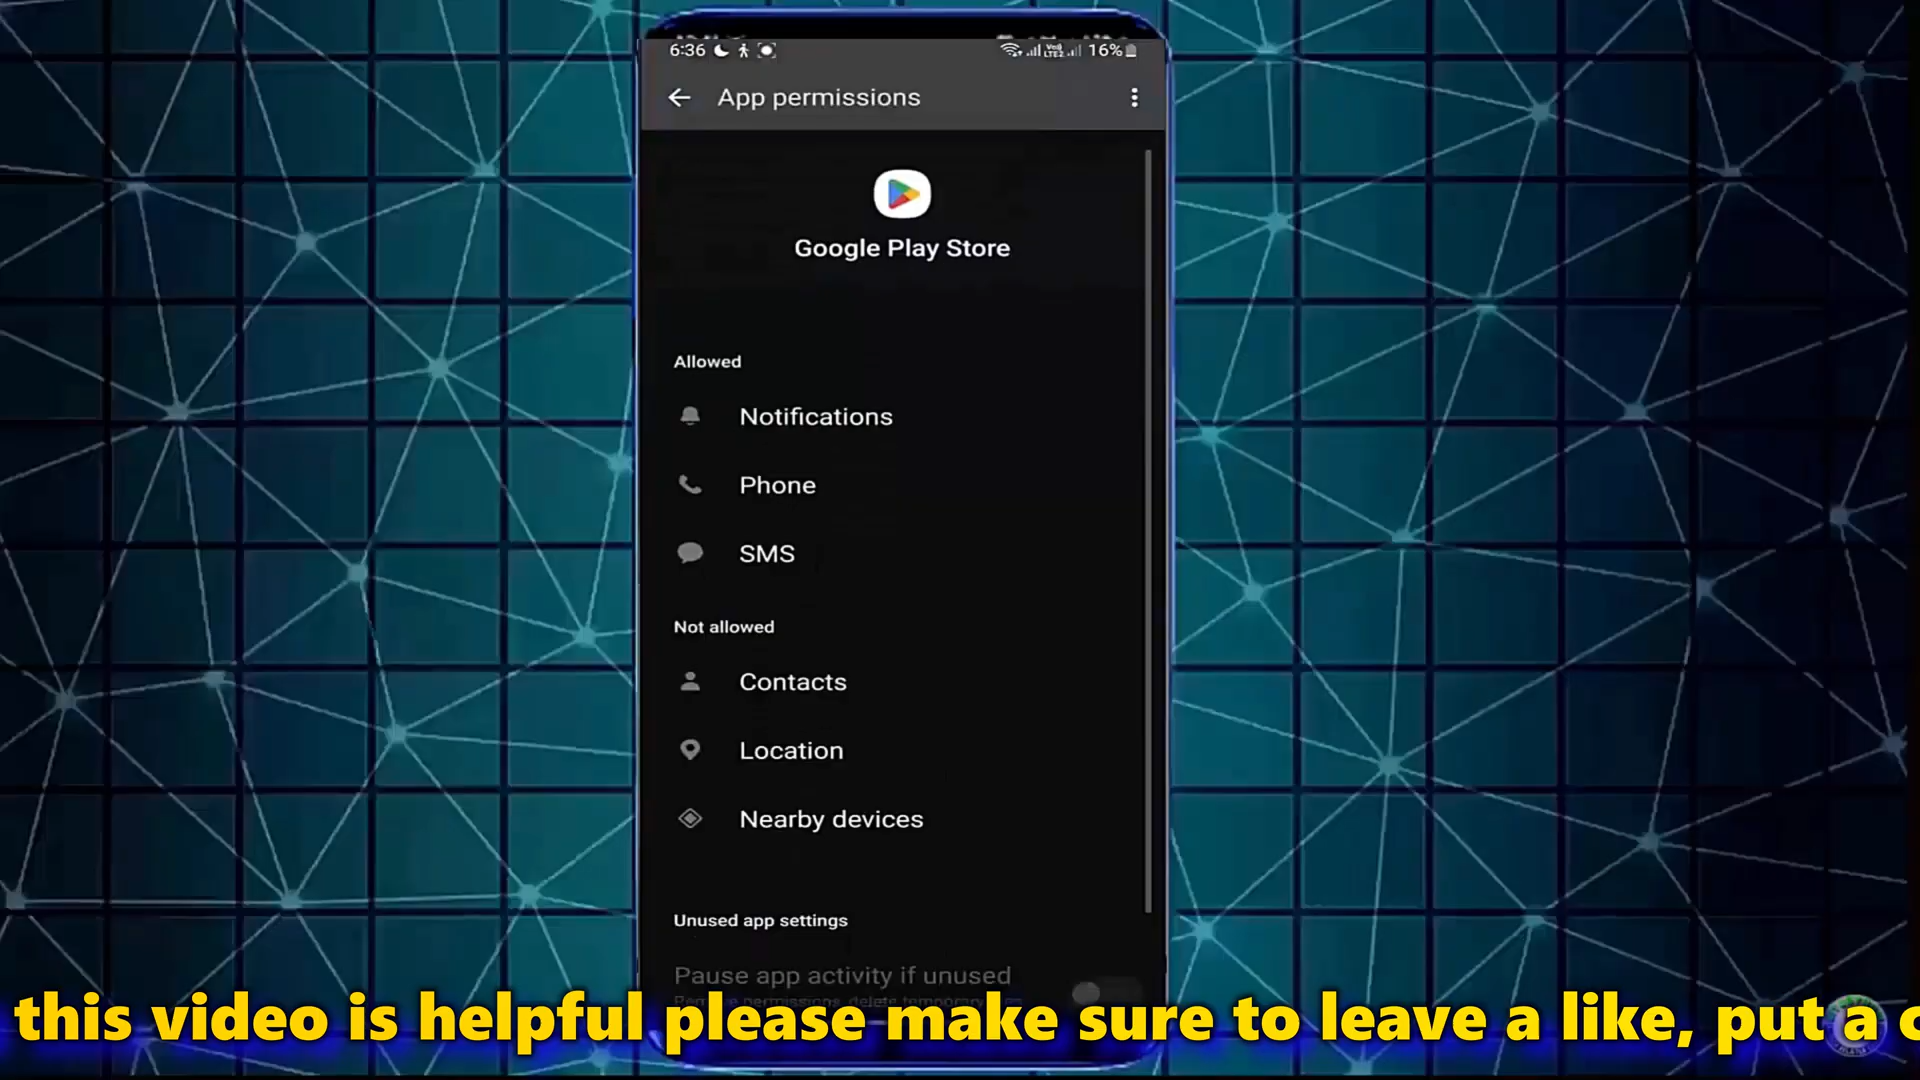 6:36 16%
App permissions
Google Play Store
Allowed
Notifications
Phone
SMS
Not allowed
Contacts
Location
Nearby devices
Unused app settings
Pause app activity if unused
this video is helpful please make sure to leave a like, put a